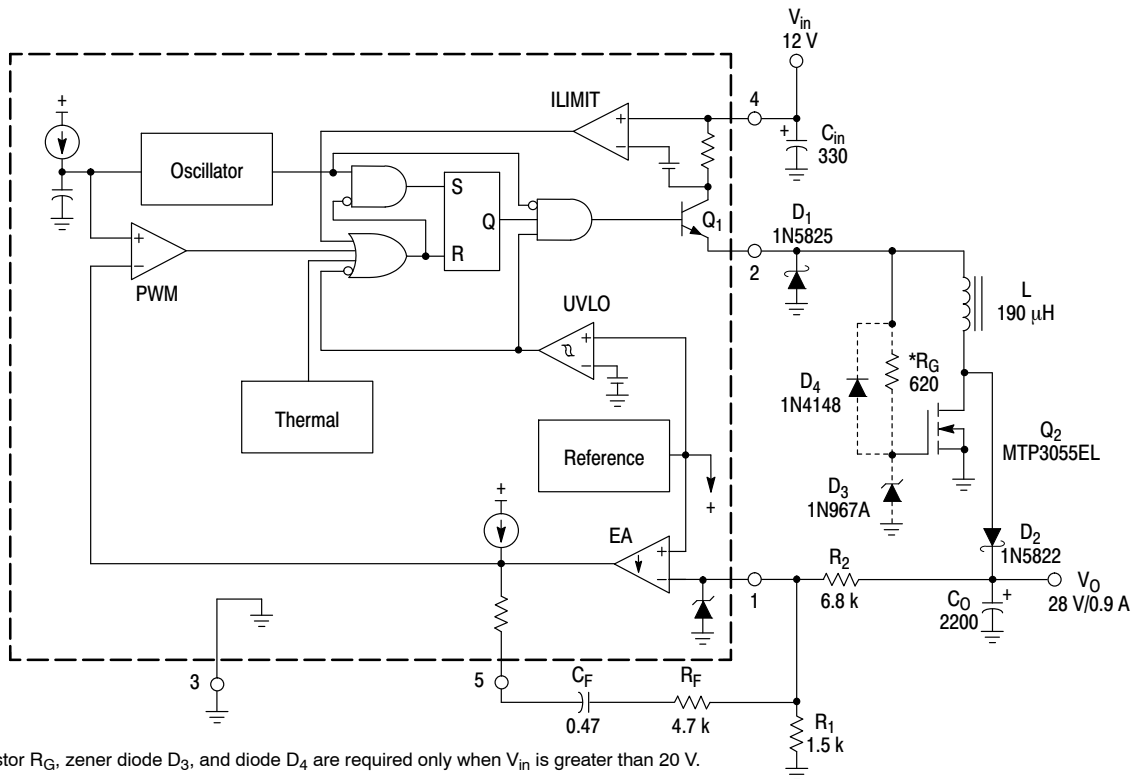 V_in
12 V
+
ILIMIT
4
+
−
+
C_in
330
Oscillator
S
Q
R
Q_1
D_1
1N5825
2
+
−
PWM
UVLO
+
−
L
190 µH
Thermal
Reference
+
D_4
1N4148
*R_G
620
Q_2
MTP3055EL
D_3
1N967A
D_2
1N5822
+
EA
+
−
1
R_2
6.8 k
C_O
2200
+
V_O
28 V/0.9 A
3
5
C_F
0.47
R_F
4.7 k
R_1
1.5 k
stor R_G, zener diode D_3, and diode D_4 are required only when V_in is greater than 20 V.